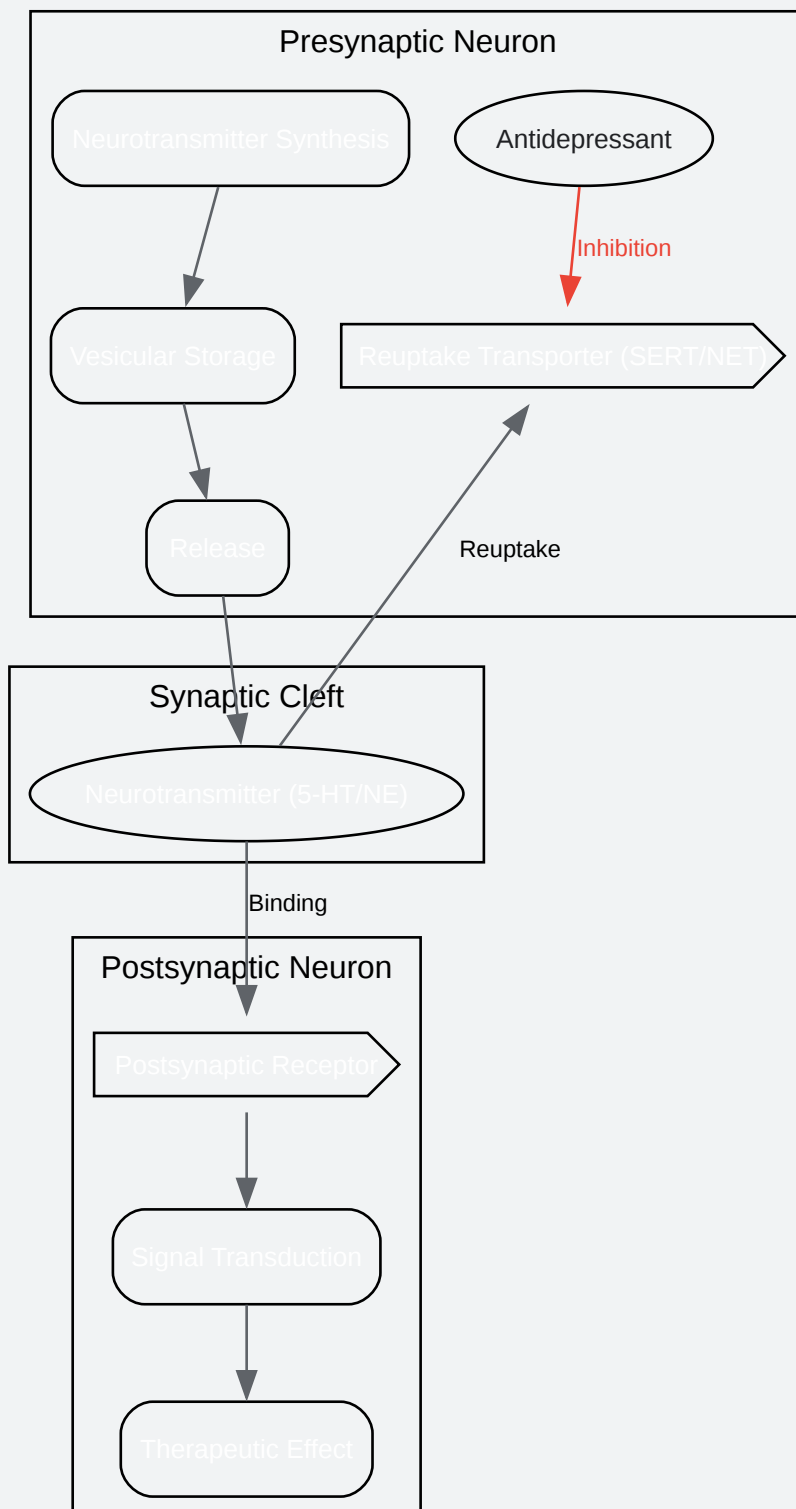 Presynaptic Neuron
Neurotransmitter Synthesis
Antidepressant
Inhibition
Vesicular Storage
Reuptake Transporter (SERT/NET)
Release
Reuptake
Synaptic Cleft
Neurotransmitter (5-HT/NE)
Binding
Postsynaptic Neuron
Postsynaptic Receptor
Signal Transduction
Therapeutic Effect